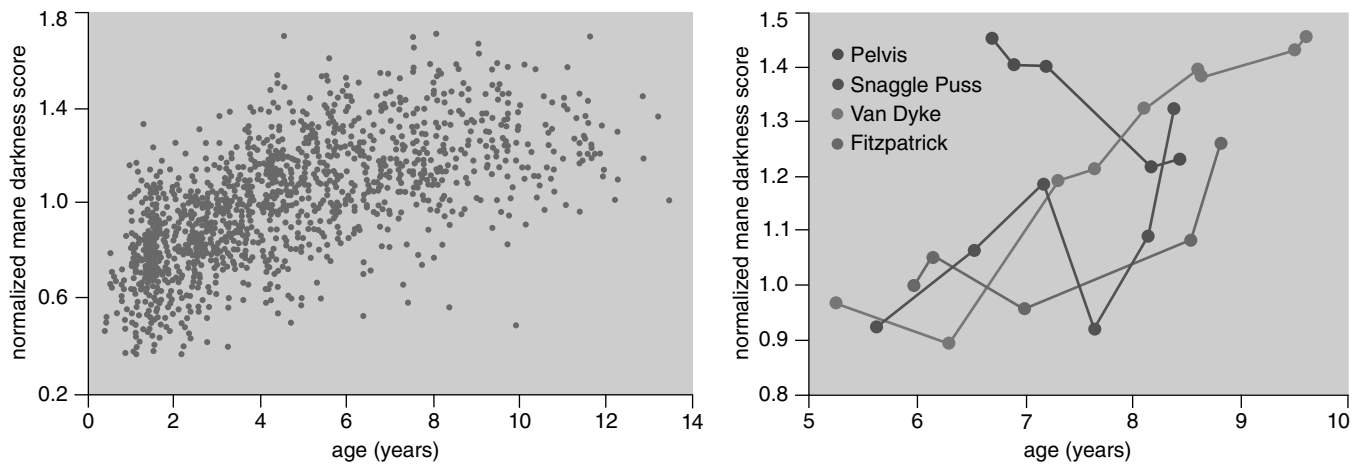 normalized mane darkness score
1.8
1.4
1.0
0.6
0.2
0 2 4 6 8 10 12 14
age (years)
normalized mane darkness score
1.5
1.4
1.3
1.2
1.1
1.0
0.9
0.8
Pelvis
Snaggle Puss
Van Dyke
Fitzpatrick
5 6 7 8 9 10
age (years)